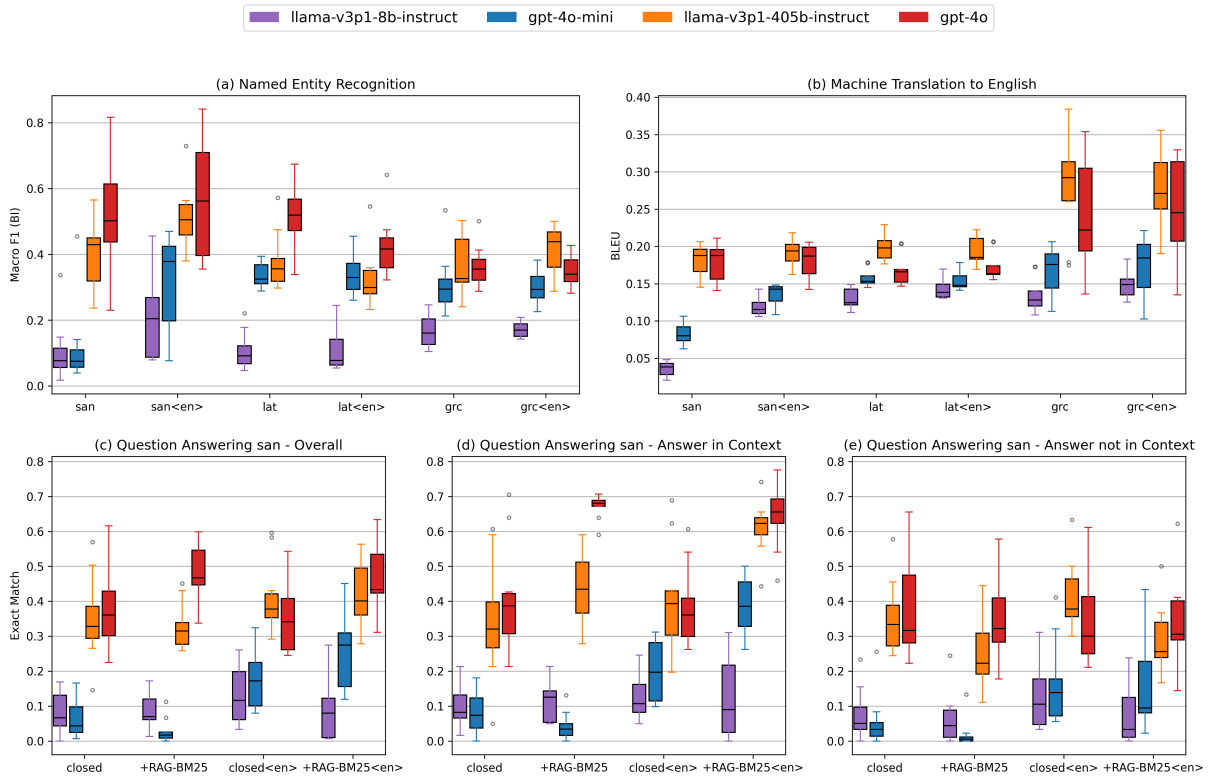 llama-v3p1-8b-instruct gpt-4o-mini llama-v3p1-405b-instruct gpt-4o
(a) Named Entity Recognition
Macro F1 (BI)
0.8
0.6
0.4
0.2
0.0
san san<en> lat lat<en> grc grc<en>
(b) Machine Translation to English
BLEU
0.40
0.35
0.30
0.25
0.20
0.15
0.10
0.05
san san<en> lat lat<en> grc grc<en>
(c) Question Answering san - Overall
Exact Match
0.8
0.7
0.6
0.5
0.4
0.3
0.2
0.1
0.0
closed +RAG-BM25 closed<en> +RAG-BM25<en>
(d) Question Answering san - Answer in Context
0.8
0.7
0.6
0.5
0.4
0.3
0.2
0.1
0.0
closed +RAG-BM25 closed<en> +RAG-BM25<en>
(e) Question Answering san - Answer not in Context
0.8
0.7
0.6
0.5
0.4
0.3
0.2
0.1
0.0
closed +RAG-BM25 closed<en> +RAG-BM25<en>